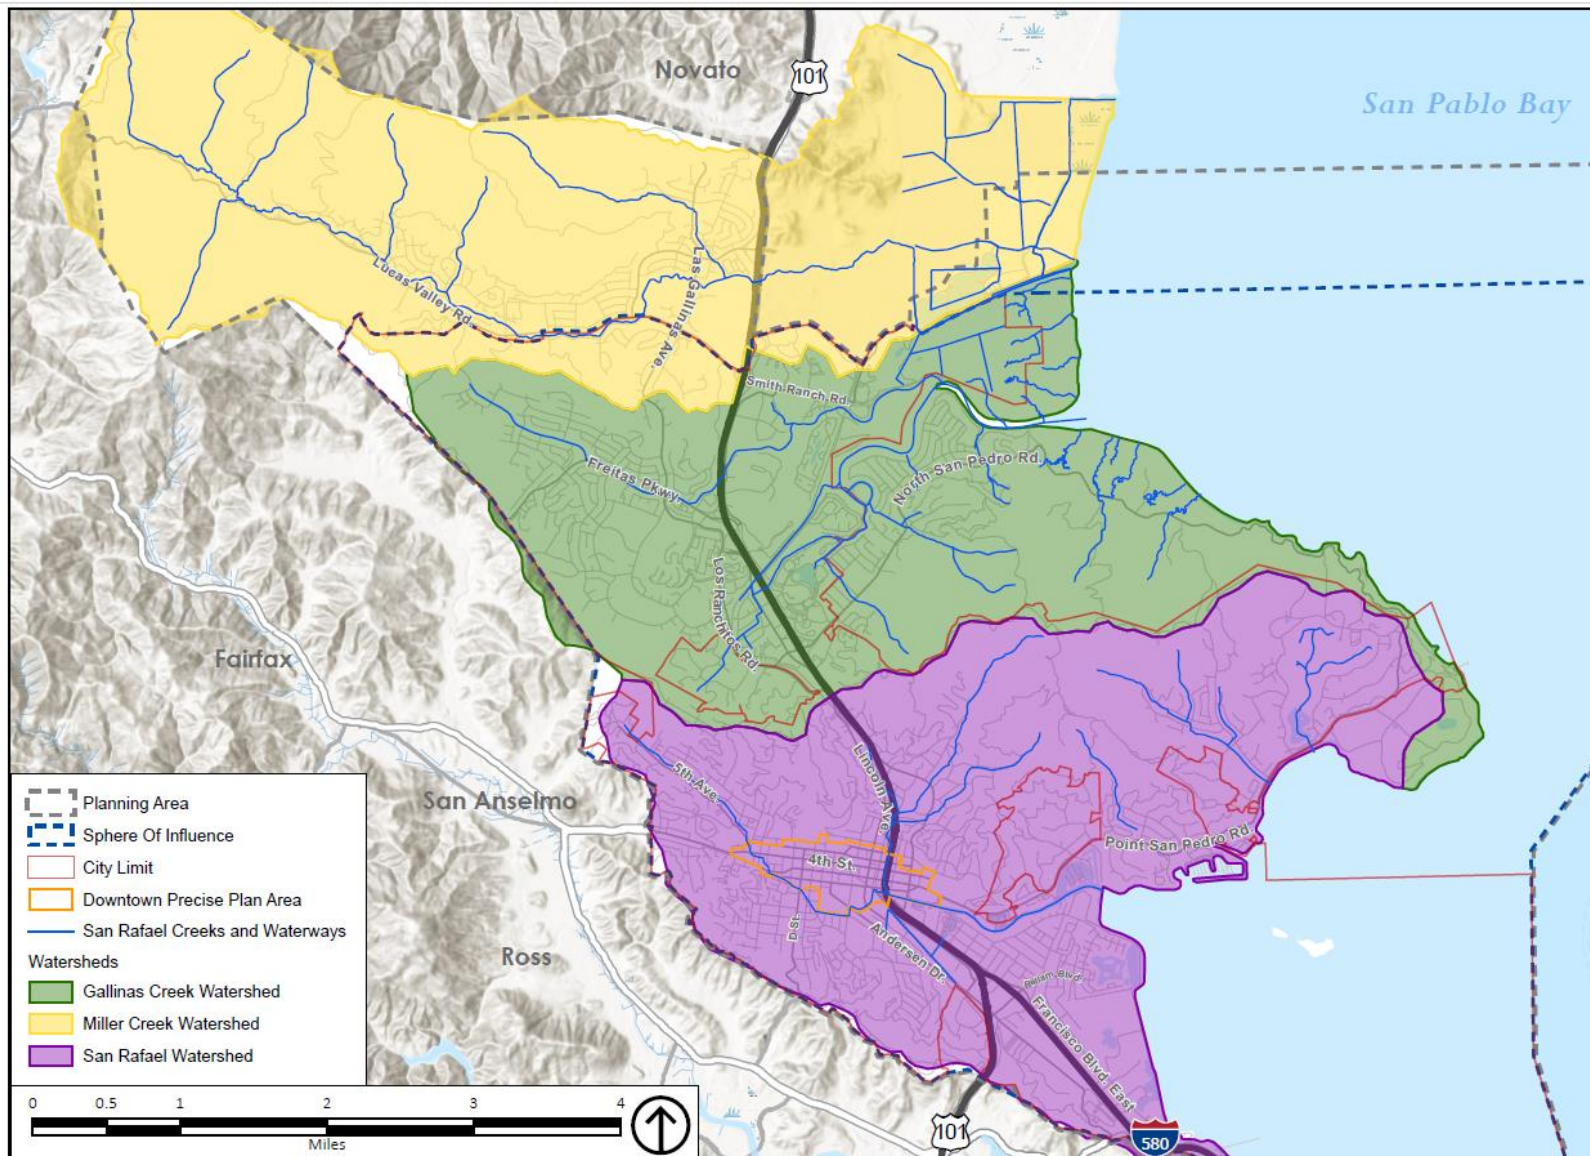 Novato
101
San Pablo Bay
Las Gallinas Ave.
Lucas Valley Rd.
Smith Ranch Rd.
Freitas Pkwy.
North San Pedro Rd.
Los Ranchitos Rd.
Fairfax
Lincoln Ave.
5th Ave.
San Anselmo
Point San Pedro Rd.
4th St.
D St.
Andersen Dr.
Ross
Bellam Blvd.
Francisco Blvd. East
101
580
Planning Area
Sphere Of Influence
City Limit
Downtown Precise Plan Area
San Rafael Creeks and Waterways
Watersheds
Gallinas Creek Watershed
Miller Creek Watershed
San Rafael Watershed
0 0.5 1 2 3 4
Miles